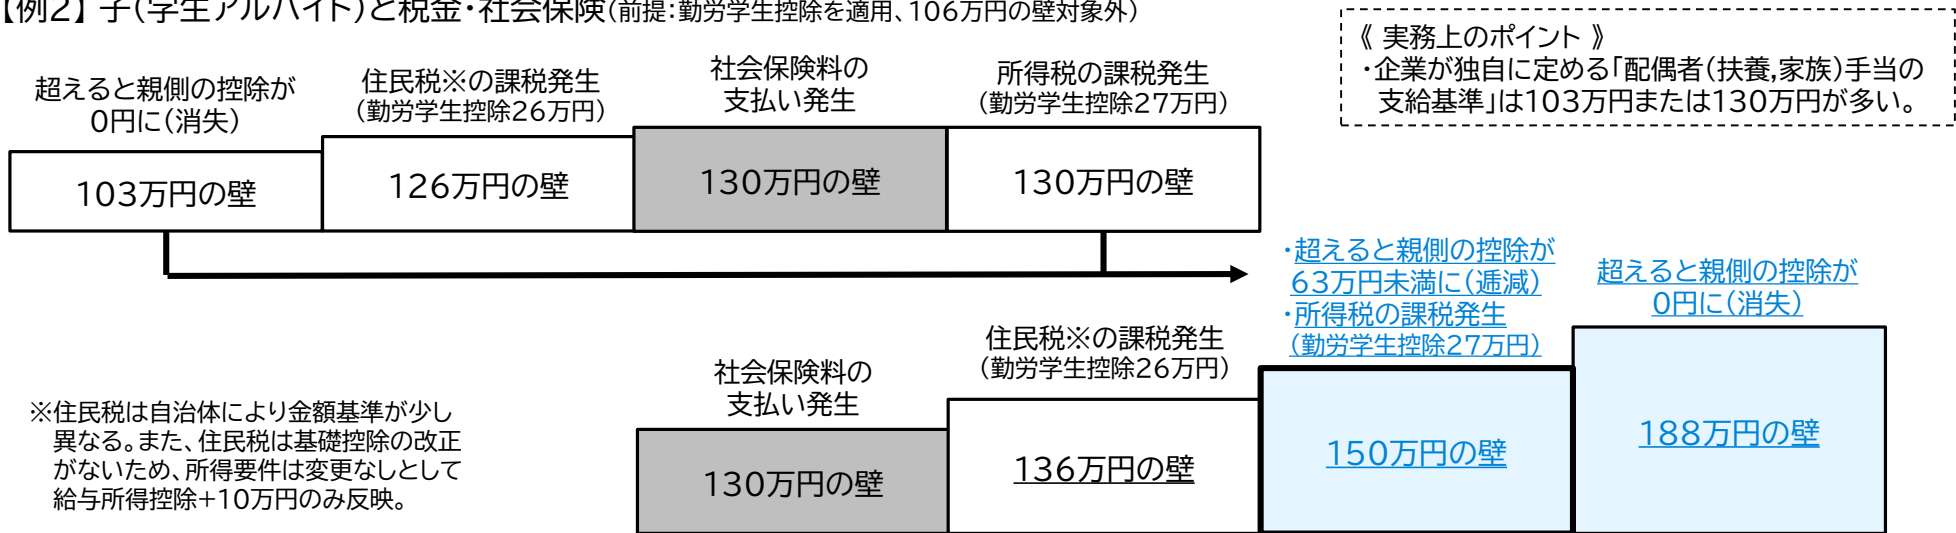 【例2】 子(学生アルバイト)と税金・社会保険(前提:勤労学生控除を適用、106万円の壁対象外)
《 実務上のポイント 》
・企業が独自に定める「配偶者(扶養,家族)手当の
支給基準」は103万円または130万円が多い。
超えると親側の控除が
0円に(消失)
住民税※の課税発生
(勤労学生控除26万円)
社会保険料の
支払い発生
所得税の課税発生
(勤労学生控除27万円)
103万円の壁
126万円の壁
130万円の壁
130万円の壁
・超えると親側の控除が
63万円未満に(逓減)
・所得税の課税発生
(勤労学生控除27万円)
超えると親側の控除が
0円に(消失)
住民税※の課税発生
(勤労学生控除26万円)
社会保険料の
支払い発生
※住民税は自治体により金額基準が少し
異なる。また、住民税は基礎控除の改正
がないため、所得要件は変更なしとして
給与所得控除+10万円のみ反映。
130万円の壁
136万円の壁
150万円の壁
188万円の壁